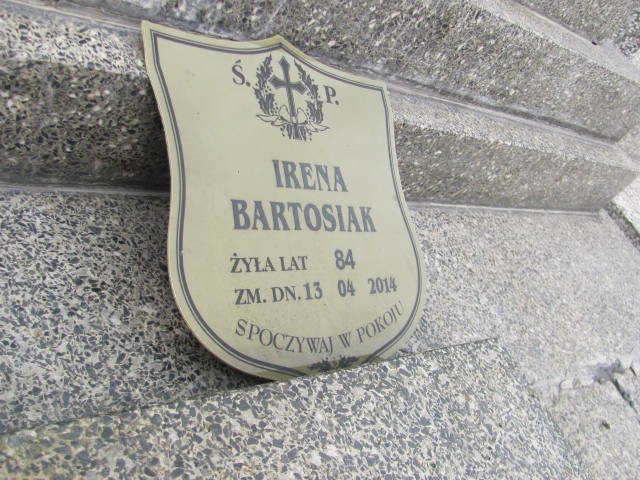 Ś. P.
IRENA
BARTOSIAK
ŻYŁA LAT 84
ZM. DN. 13 04 2014
SPOCZYWAJ W POKOJU